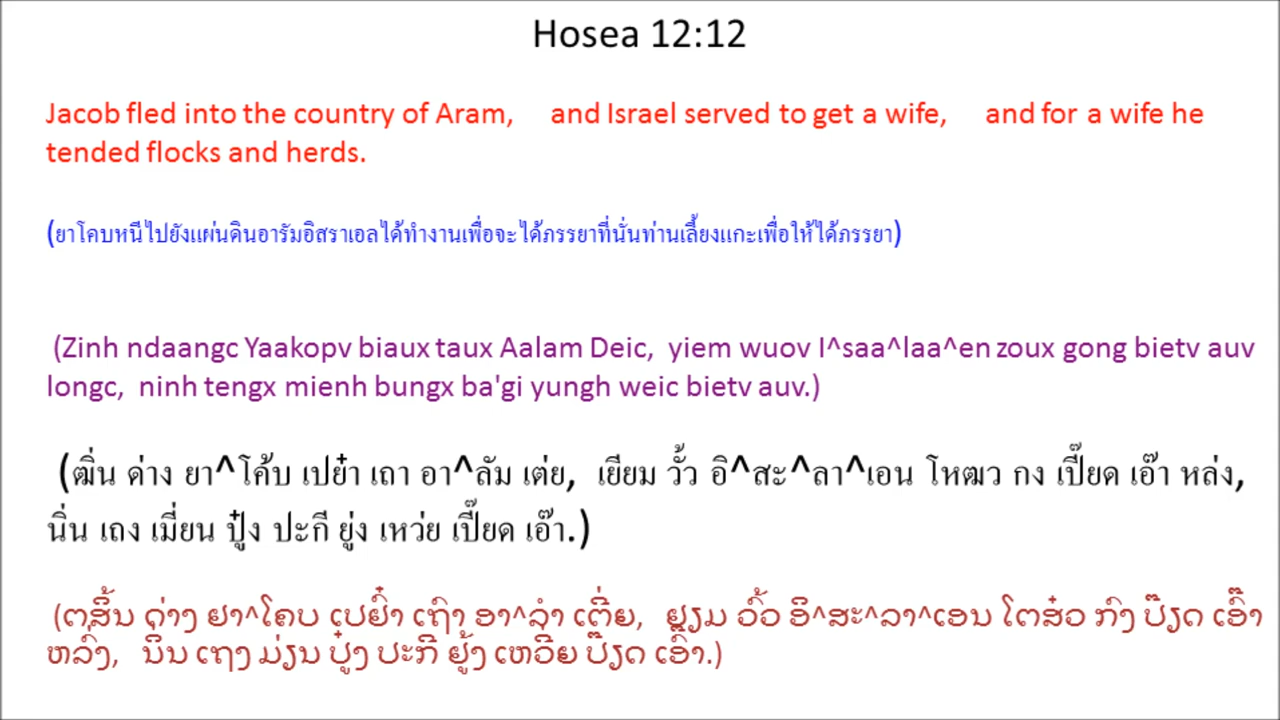 Hosea 12:12
Jacob fled into the country of Aram, and Israel served to get a wife, and for a wife he
tended flocks and herds.
(ยาโคบหนีไปยังแผ่นดินอารัมอิสราเอลได้ทำงานเพื่อจะได้ภรรยาที่นั่นท่านเลี้ยงแกะเพื่อให้ได้ภรรยา)
(Zinh ndaangc Yaakopv biaux taux Aalam Deic, yiem wuov I^saa^laa^en zoux gong bietv auv
longc, ninh tengx mienh bungx ba'gi yungh weic bietv auv.)
(ฒิ่น ด่าง ยา^โค้บ เปย๋า เถา อา^ลัม เต่ย, เยียม วั้ว อิ^สะ^ลา^เอน โหฒว กง เปี๊ยด เอ๊า หล่ง,
นิ่น เถง เมี่ยน ปู๋ง ปะกี ยู่ง เหว่ย เปี๊ยด เอ๊า.)
(ຕສິ້ນ ດ່າງ ຢາ^ໂຄບ ເປຢົ໋າ ເຖົາ ອາ^ລຳ ເຕີ່ຍ, ຢຽມ ວົ້ວ ອິ^ສະ^ລາ^ເອນ ໂຕສ໋ວ ກົງ ປ໊ຽດ ເອົ໊າ
ຫລົ່ງ, ນິ່ນ ເຖງ ມ່ຽນ ປູ໋ງ ປະກີ ຢູ້ງ ເຫວີຍ ປ໊ຽດ ເອົ໊າ.)